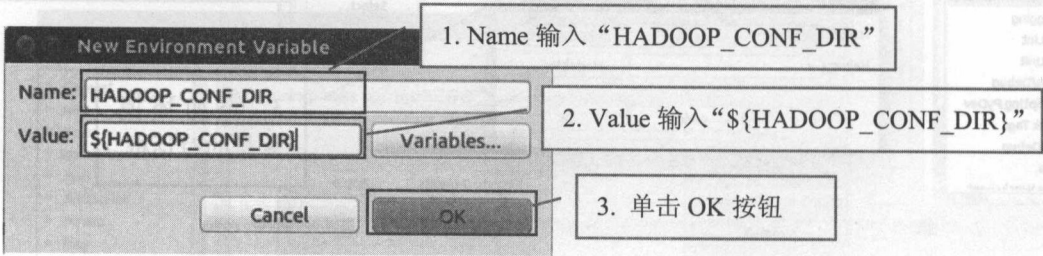 New Environment Variable
1. Name 输入“HADOOP_CONF_DIR”
Name: HADOOP_CONF_DIR
2. Value 输入“${HADOOP_CONF_DIR}”
Value: ${HADOOP_CONF_DIR}
Variables...
Cancel
OK
3. 单击 OK 按钮